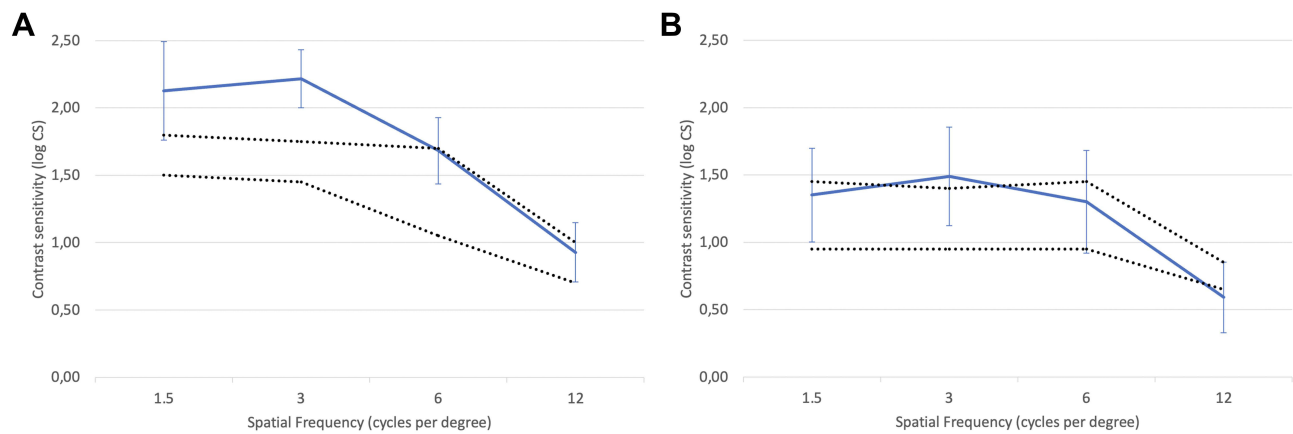 A
2,50
2,00
1,50
1,00
0,50
0,00
Contrast sensitivity (log CS)
1.5 3 6 12
Spatial Frequency (cycles per degree)
B
2,50
2,00
1,50
1,00
0,50
0,00
Contrast sensitivity (log CS)
1.5 3 6 12
Spatial Frequency (cycles per degree)